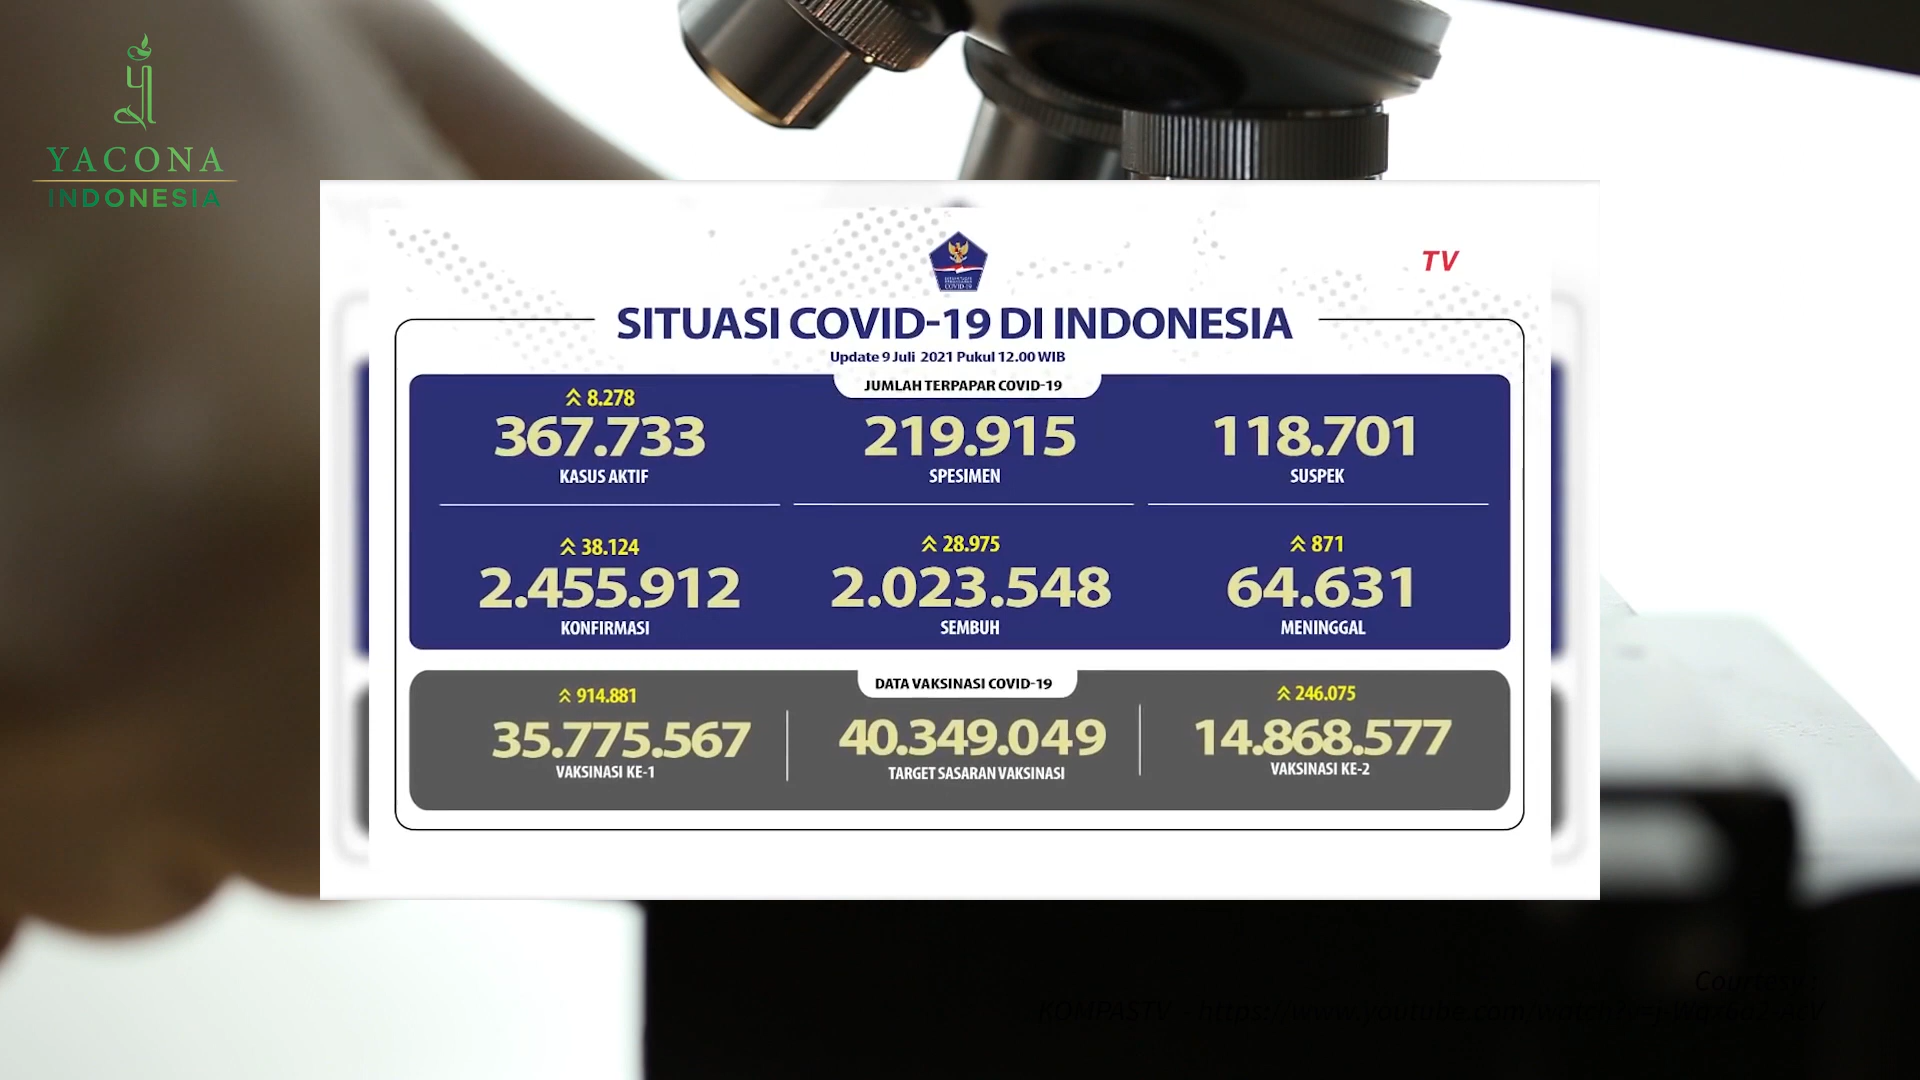 YACONA
INDONESIA
TV
COVID-19
SITUASI COVID-19 DI INDONESIA
Update 9 Juli 2021 Pukul 12.00 WIB
JUMLAH TERPAPAR COVID-19
8.278
367.733
KASUS AKTIF
219.915
SPESIMEN
118.701
SUSPEK
38.124
2.455.912
KONFIRMASI
28.975
2.023.548
SEMBUH
871
64.631
MENINGGAL
DATA VAKSINASI COVID-19
914.881
35.775.567
VAKSINASI KE-1
40.349.049
TARGET SASARAN VAKSINASI
246.075
14.868.577
VAKSINASI KE-2
Courtesy :
KOMPASTV -